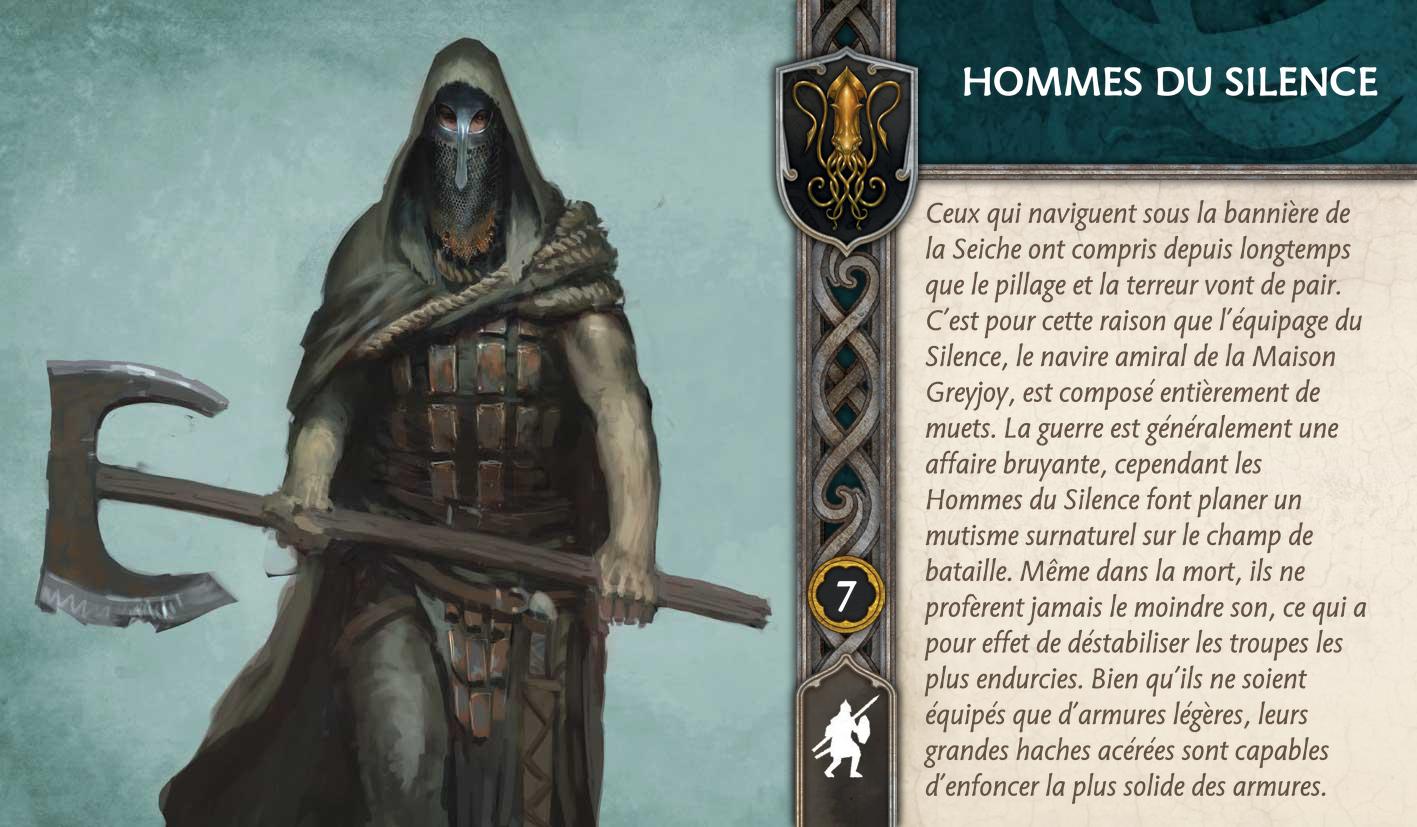 HOMMES DU SILENCE
Ceux qui naviguent sous la bannière de
la Seiche ont compris depuis longtemps
que le pillage et la terreur vont de pair.
C'est pour cette raison que l'équipage du
Silence, le navire amiral de la Maison
Greyjoy, est composé entièrement de
muets. La guerre est généralement une
affaire bruyante, cependant les
Hommes du Silence font planer un
mutisme surnaturel sur le champ de
bataille. Même dans la mort, ils ne
profèrent jamais le moindre son, ce qui a
pour effet de déstabiliser les troupes les
plus endurcies. Bien qu'ils ne soient
équipés que d'armures légères, leurs
grandes haches acérées sont capables
d'enfoncer la plus solide des armures.
7